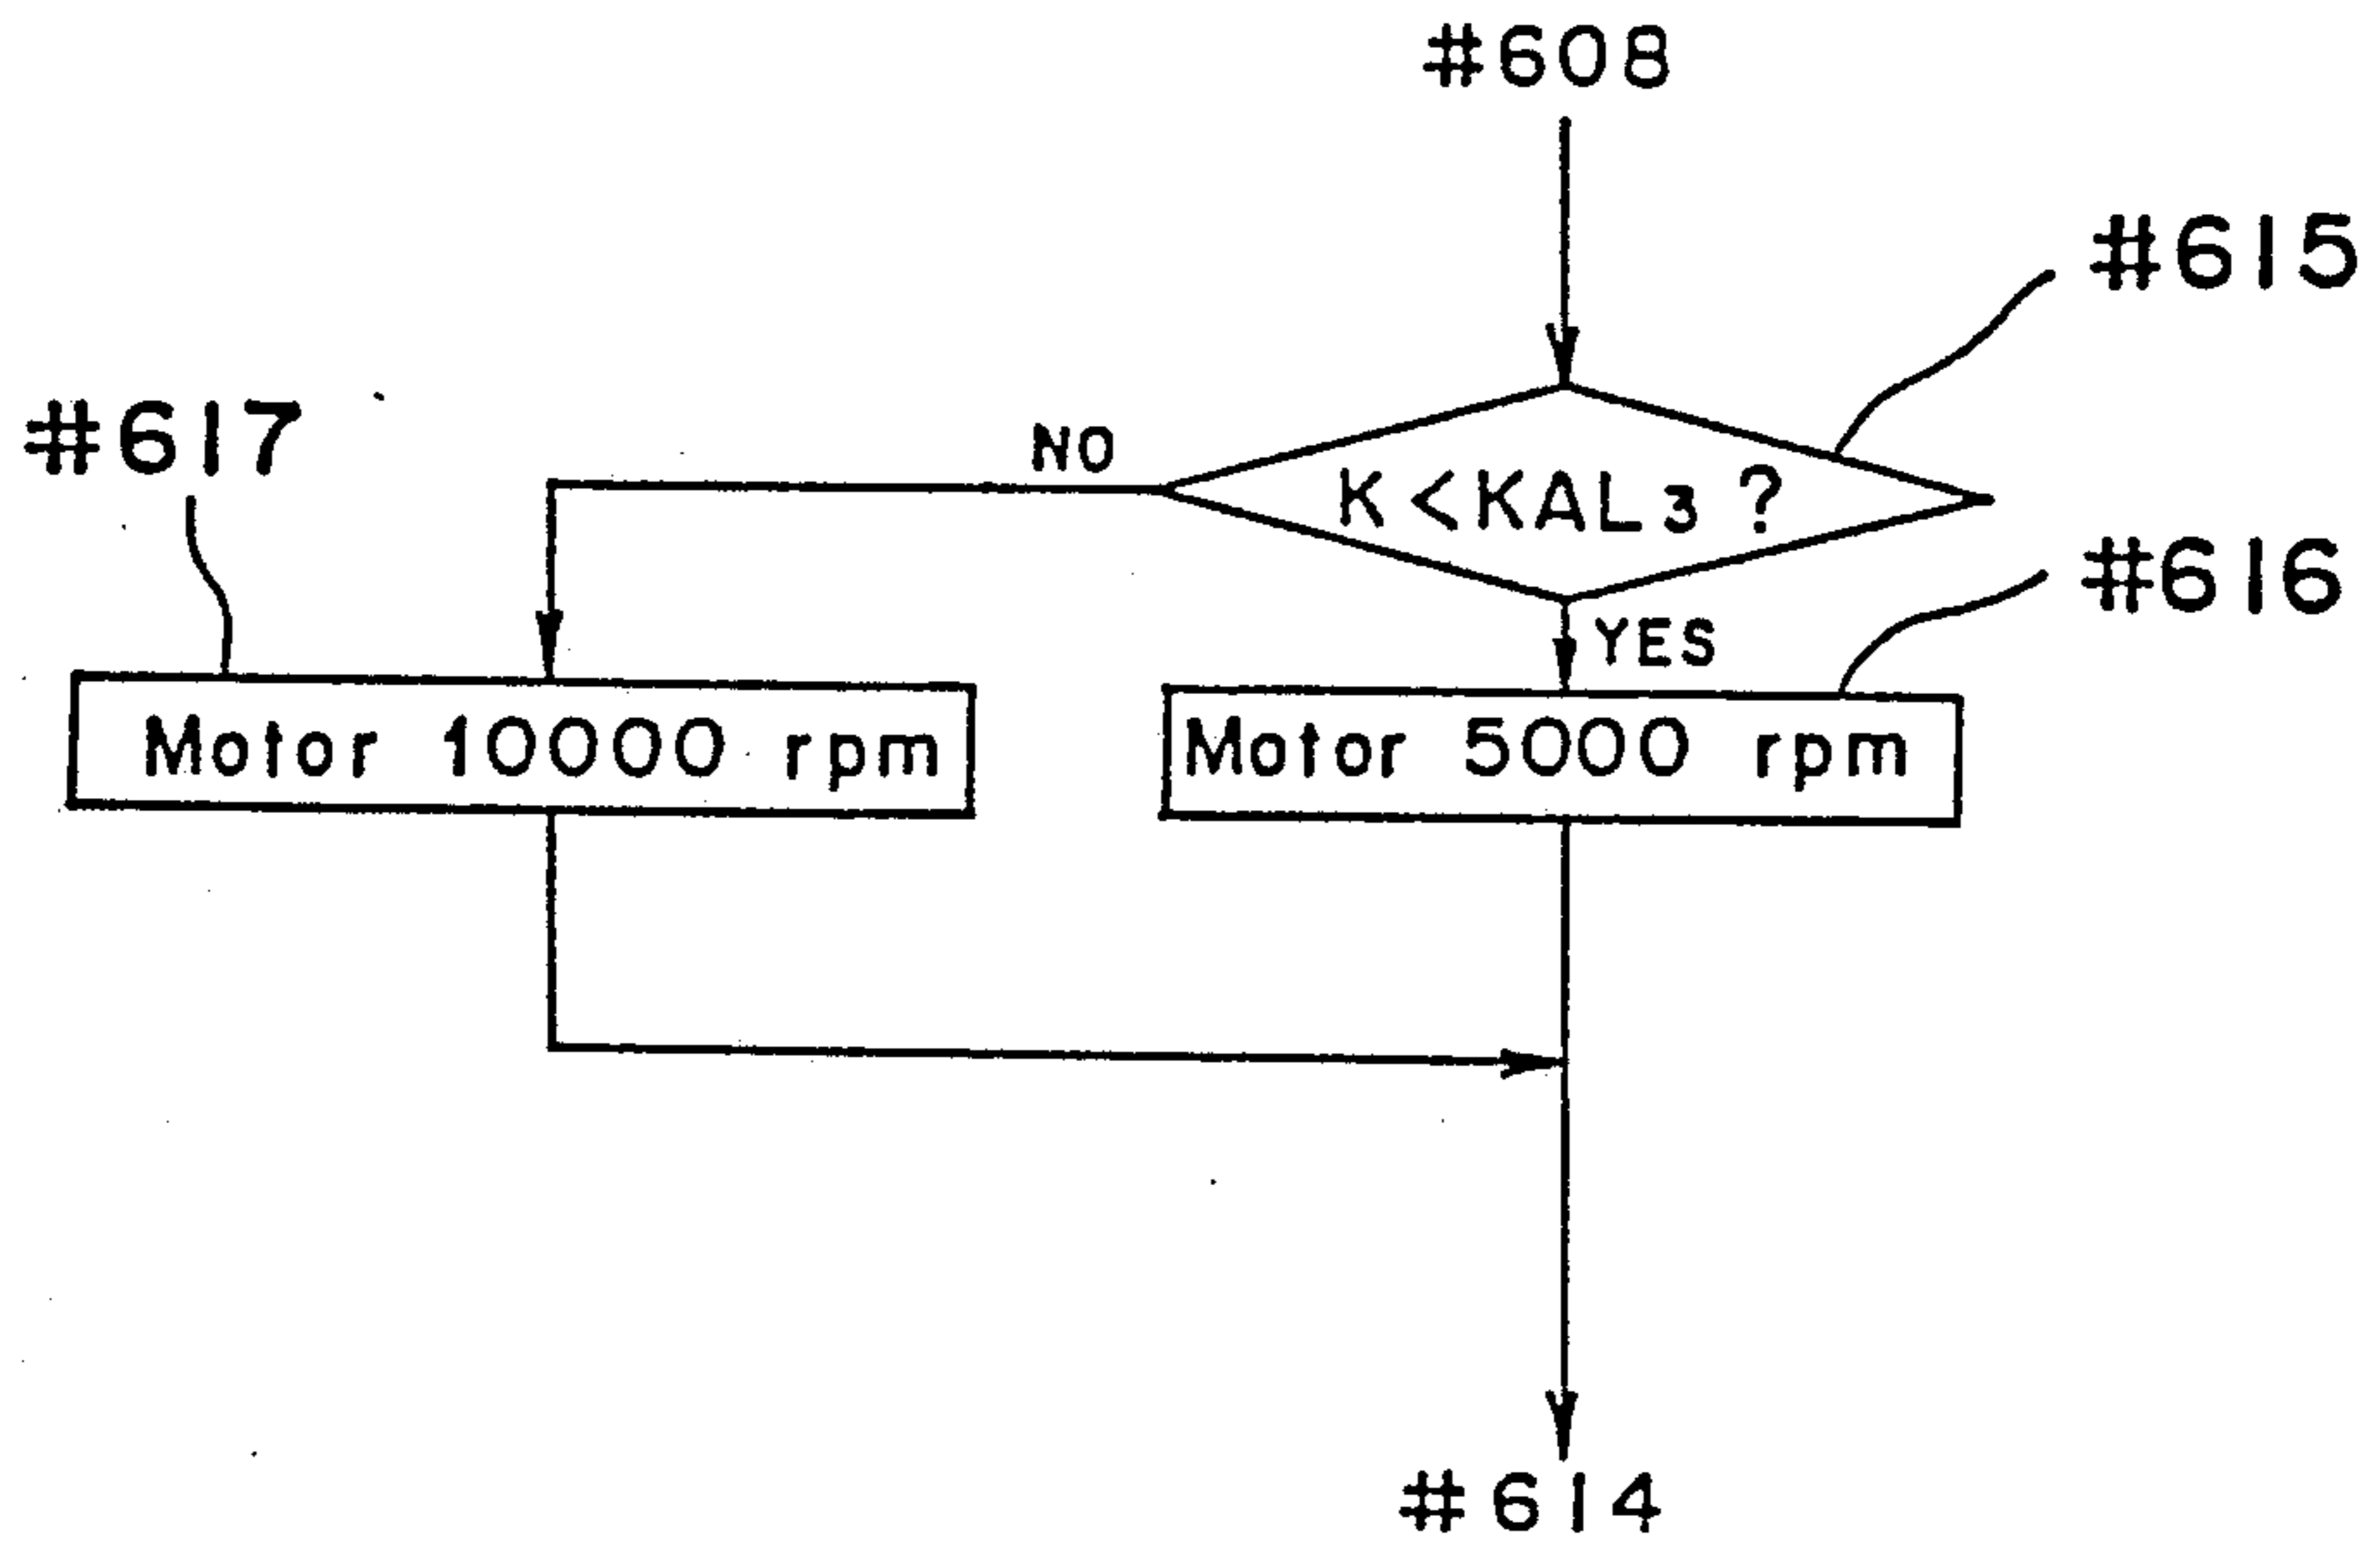 #608
#615
#617
NO
K<KAL₃ ?
#616
YES
Motor 10000 rpm
Motor 5000 rpm
#614